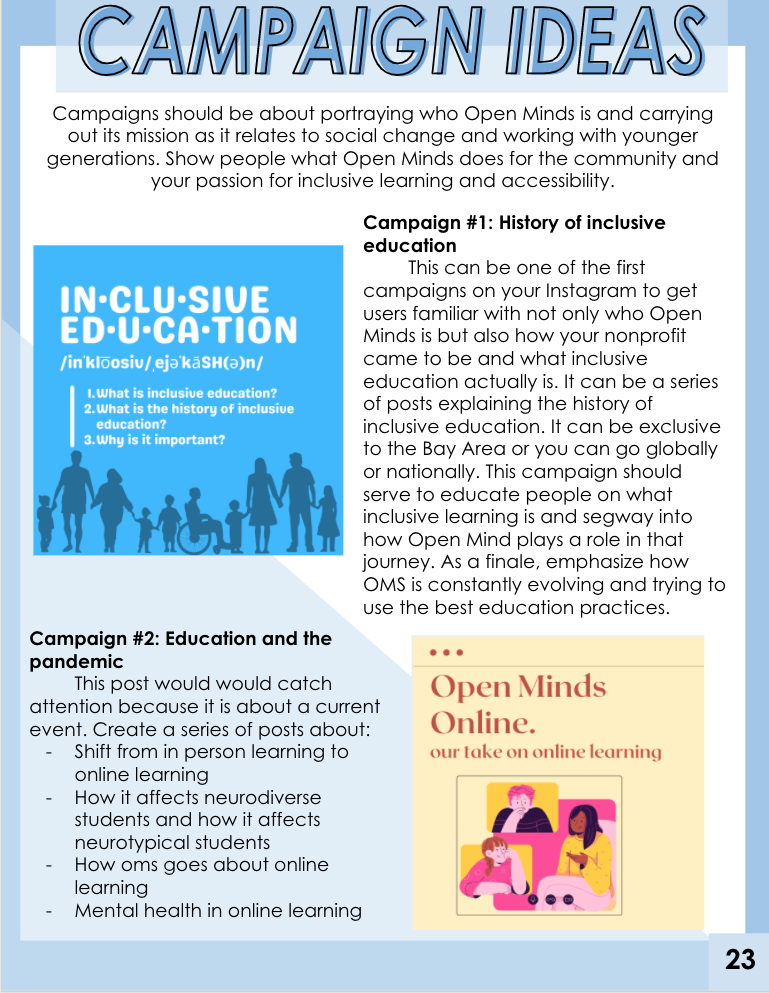 CAMPAIGN IDEAS
Campaigns should be about portraying who Open Minds is and carrying
out its mission as it relates to social change and working with younger
generations. Show people what Open Minds does for the community and
your passion for inclusive learning and accessibility.
Campaign #1: History of inclusive
education
This can be one of the first
campaigns on your Instagram to get
users familiar with not only who Open
Minds is but also how your nonprofit
came to be and what inclusive
education actually is. It can be a series
of posts explaining the history of
inclusive education. It can be exclusive
to the Bay Area or you can go globally
or nationally. This campaign should
serve to educate people on what
inclusive learning is and segway into
how Open Mind plays a role in that
journey. As a finale, emphasize how
OMS is constantly evolving and trying to
use the best education practices.
IN·CLU·SIVE
ED·U·CA·TION
/inˈklo͞osiv/ˌejəˈkāSH(ə)n/
1. What is inclusive education?
2. What is the history of inclusive
education?
3. Why is it important?
Campaign #2: Education and the
pandemic
This post would would catch
attention because it is about a current
event. Create a series of posts about:
- Shift from in person learning to
online learning
- How it affects neurodiverse
students and how it affects
neurotypical students
- How oms goes about online
learning
- Mental health in online learning
Open Minds
Online.
our take on online learning
23